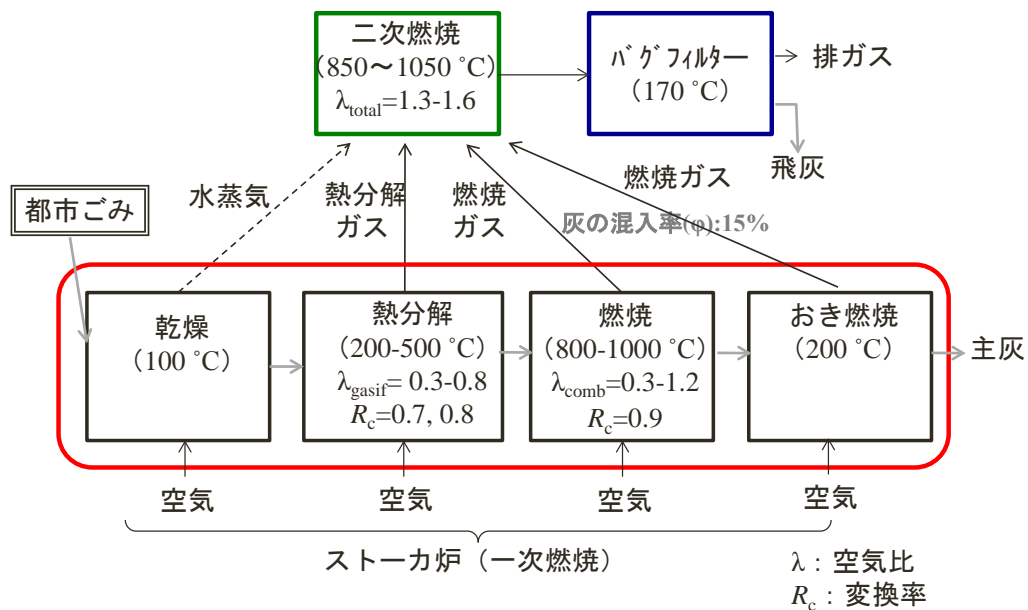 二次燃焼
（850～1050 ˚C）
λtotal=1.3-1.6
ﾊﾞｸﾞﾌｨﾙﾀｰ
（170 ˚C）
排ガス
飛灰
都市ごみ
水蒸気
熱分解
ガス
燃焼
ガス
燃焼ガス
灰の混入率(φ):15%
乾燥
（100 ˚C）
熱分解
（200-500 ˚C）
λgasif= 0.3-0.8
Rc=0.7, 0.8
燃焼
（800-1000 ˚C）
λcomb=0.3-1.2
Rc=0.9
おき燃焼
（200 ˚C）
主灰
空気
空気
空気
空気
ストーカ炉（一次燃焼）
λ：空気比
Rc：変換率